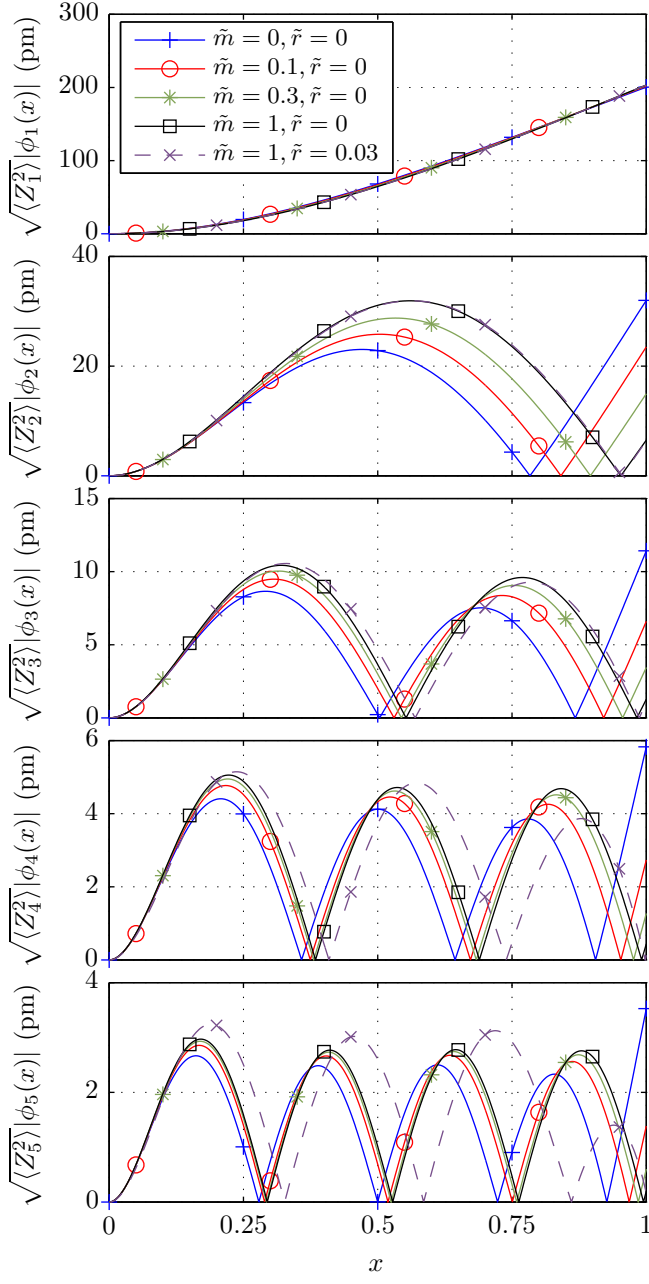 300
200
100
0
√⟨Z₁²⟩|ϕ₁(x)| (pm)
m̃ = 0, r̃ = 0
m̃ = 0.1, r̃ = 0
m̃ = 0.3, r̃ = 0
m̃ = 1, r̃ = 0
m̃ = 1, r̃ = 0.03
40
20
0
√⟨Z₂²⟩|ϕ₂(x)| (pm)
15
10
5
0
√⟨Z₃²⟩|ϕ₃(x)| (pm)
6
4
2
0
√⟨Z₄²⟩|ϕ₄(x)| (pm)
4
2
0
√⟨Z₅²⟩|ϕ₅(x)| (pm)
0 0.25 0.5 0.75 1
x